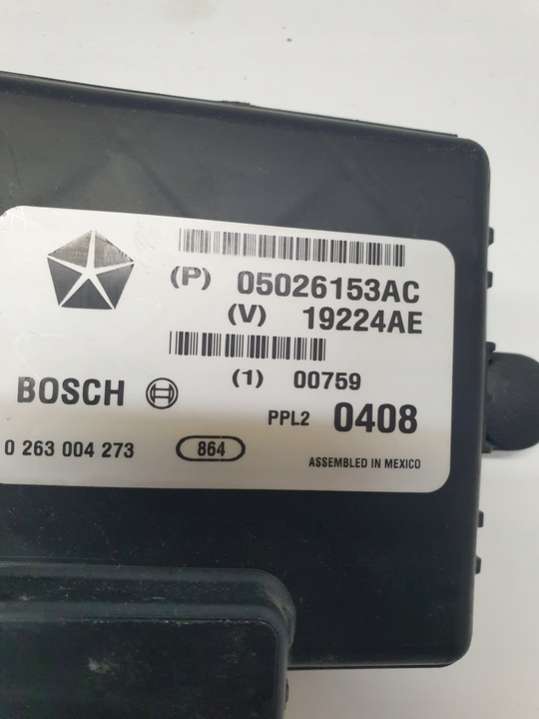 (P) 05026153AC
(V) 19224AE
(1) 00759
BOSCH
PPL2 0408
0 263 004 273 864
ASSEMBLED IN MEXICO